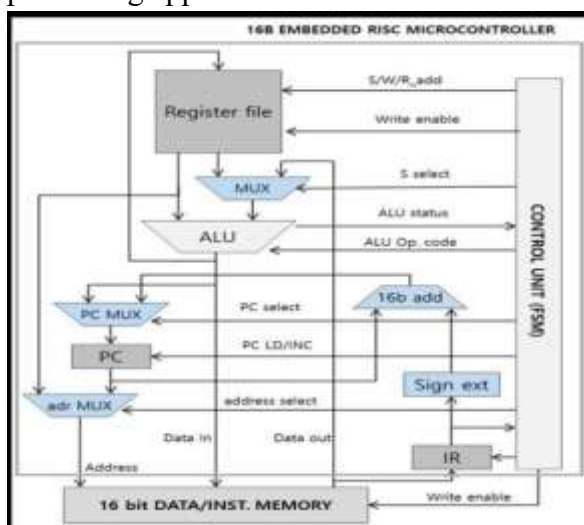 16B EMBEDDED RISC MICROCONTROLLER
Register file
S/W/R_add
Write enable
MUX
S select
ALU
ALU status
ALU Op. code
CONTROL UNIT (FSM)
PC MUX
PC select
16b add
PC
PC LD/INC
Sign ext
adr MUX
address select
Data in
Data out
IR
Address
16 bit DATA/INST. MEMORY
Write enable